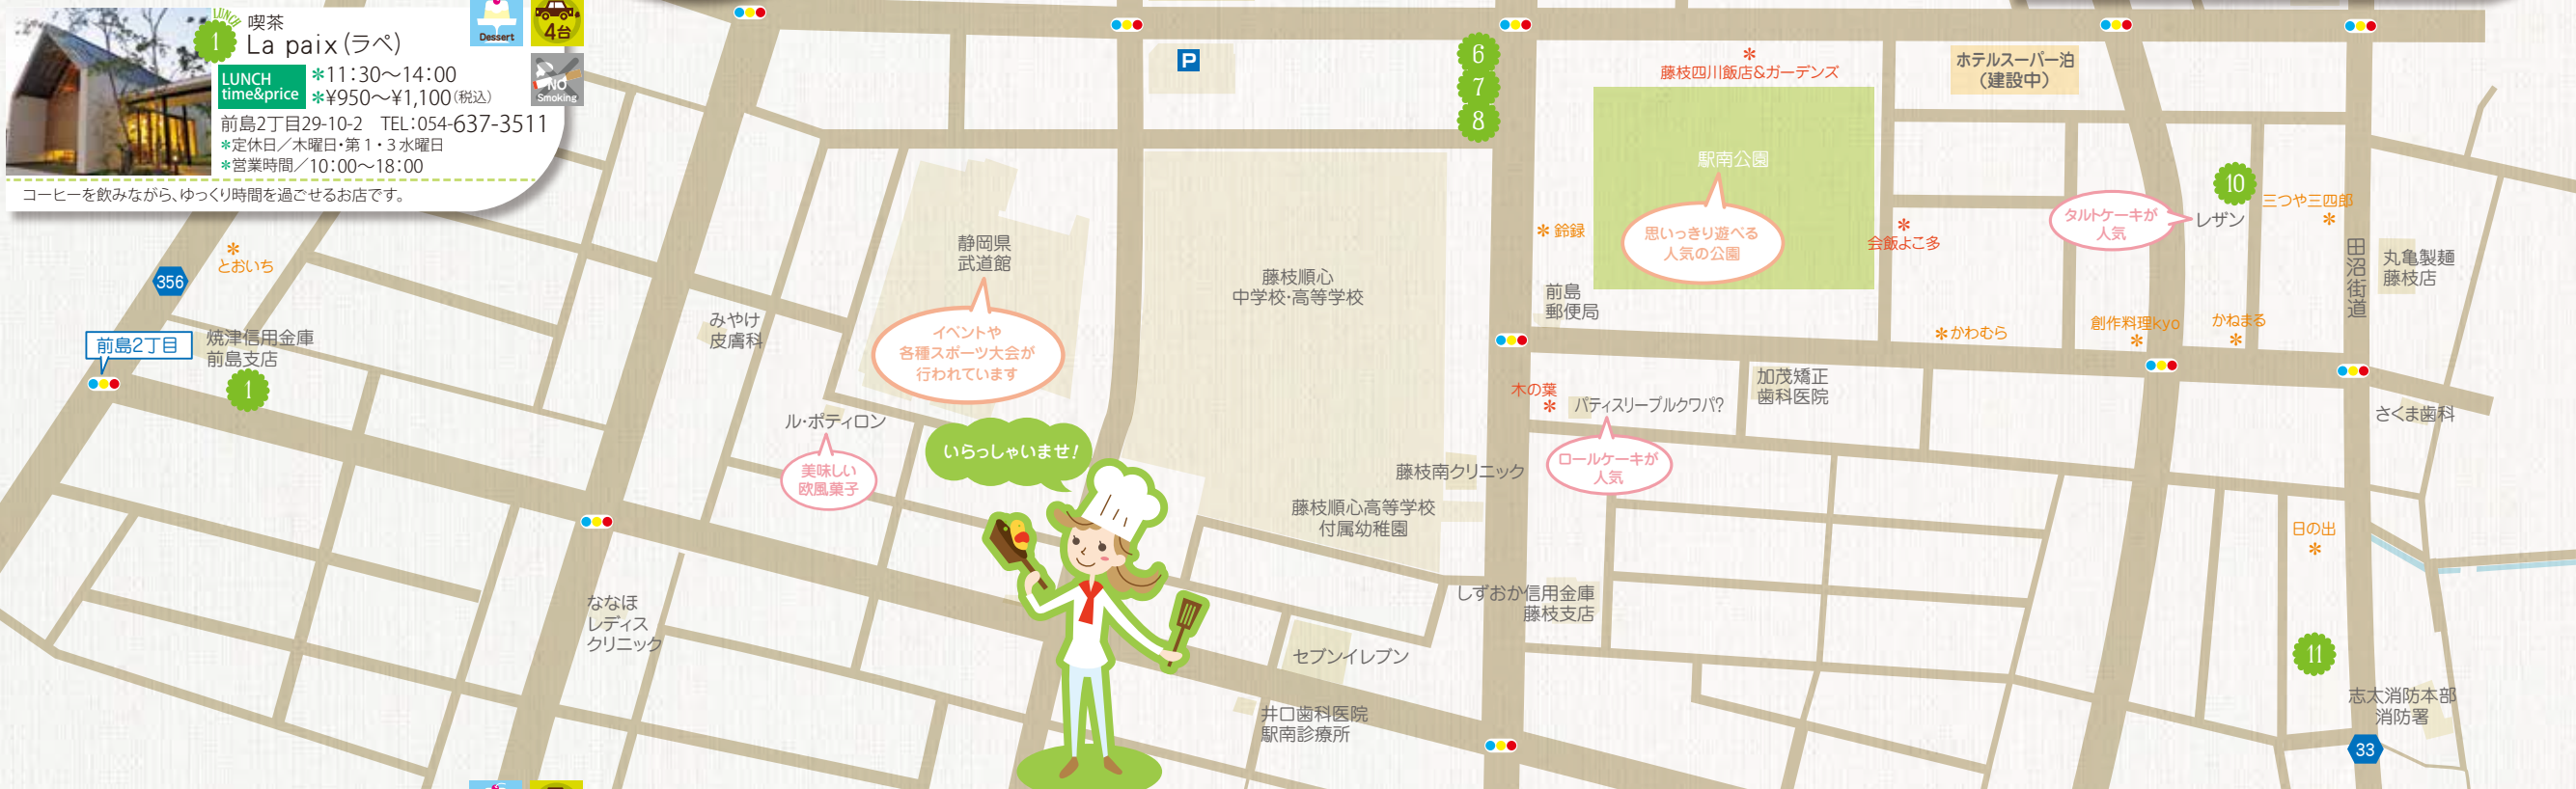 LUNCH
1
喫茶
La paix(ラペ)
Dessert
4台
LUNCH
time&price
*11:30〜14:00
*¥950〜¥1,100(税込)
NO
Smoking
前島2丁目29-10-2　TEL:054-637-3511
*定休日／木曜日・第1・3水曜日
*営業時間／10:00〜18:00
コーヒーを飲みながら、ゆっくり時間を過ごせるお店です。
P
6
7
8
*
藤枝四川飯店&ガーデンズ
ホテルスーパー泊
(建設中)
駅南公園
思いっきり遊べる
人気の公園
*鈴録
前島
郵便局
*
会飯よこ多
タルトケーキが
人気
10
レザン
三つや三四郎
*
田沼街道
丸亀製麺
藤枝店
*
とおいち
356
前島2丁目
焼津信用金庫
前島支店
1
みやけ
皮膚科
静岡県
武道館
イベントや
各種スポーツ大会が
行われています
藤枝順心
中学校・高等学校
*かわむら
創作料理kyo
*
かねまる
*
木の葉
*
パティスリーブルクワパ?
ロールケーキが
人気
加茂矯正
歯科医院
さくま歯科
ル・ポティロン
美味しい
欧風菓子
いらっしゃいませ!
藤枝南クリニック
藤枝順心高等学校
付属幼稚園
日の出
*
ななほ
レディス
クリニック
しずおか信用金庫
藤枝支店
セブンイレブン
11
井口歯科医院
駅南診療所
志太消防本部
消防署
33